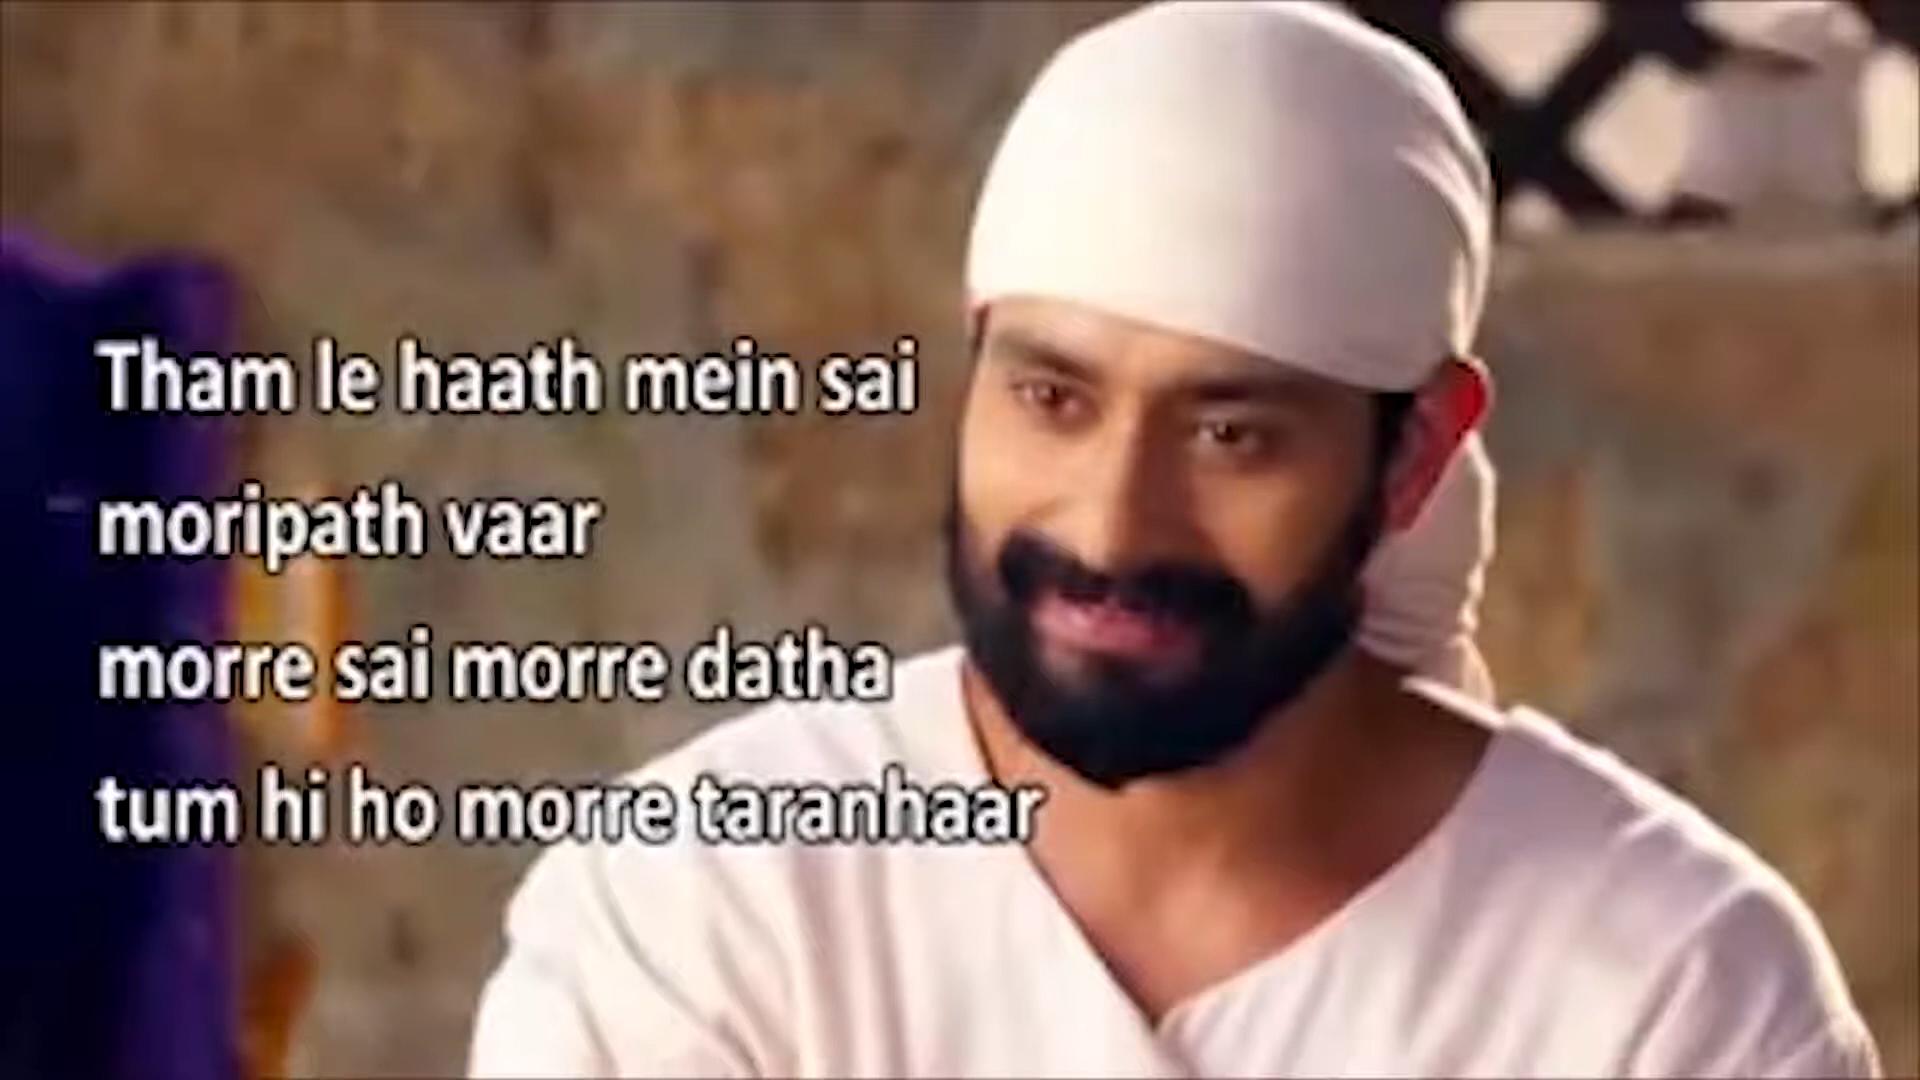 Tham le haath mein sai
moripath vaar
morre sai morre datha
tum hi ho morre taranhaar